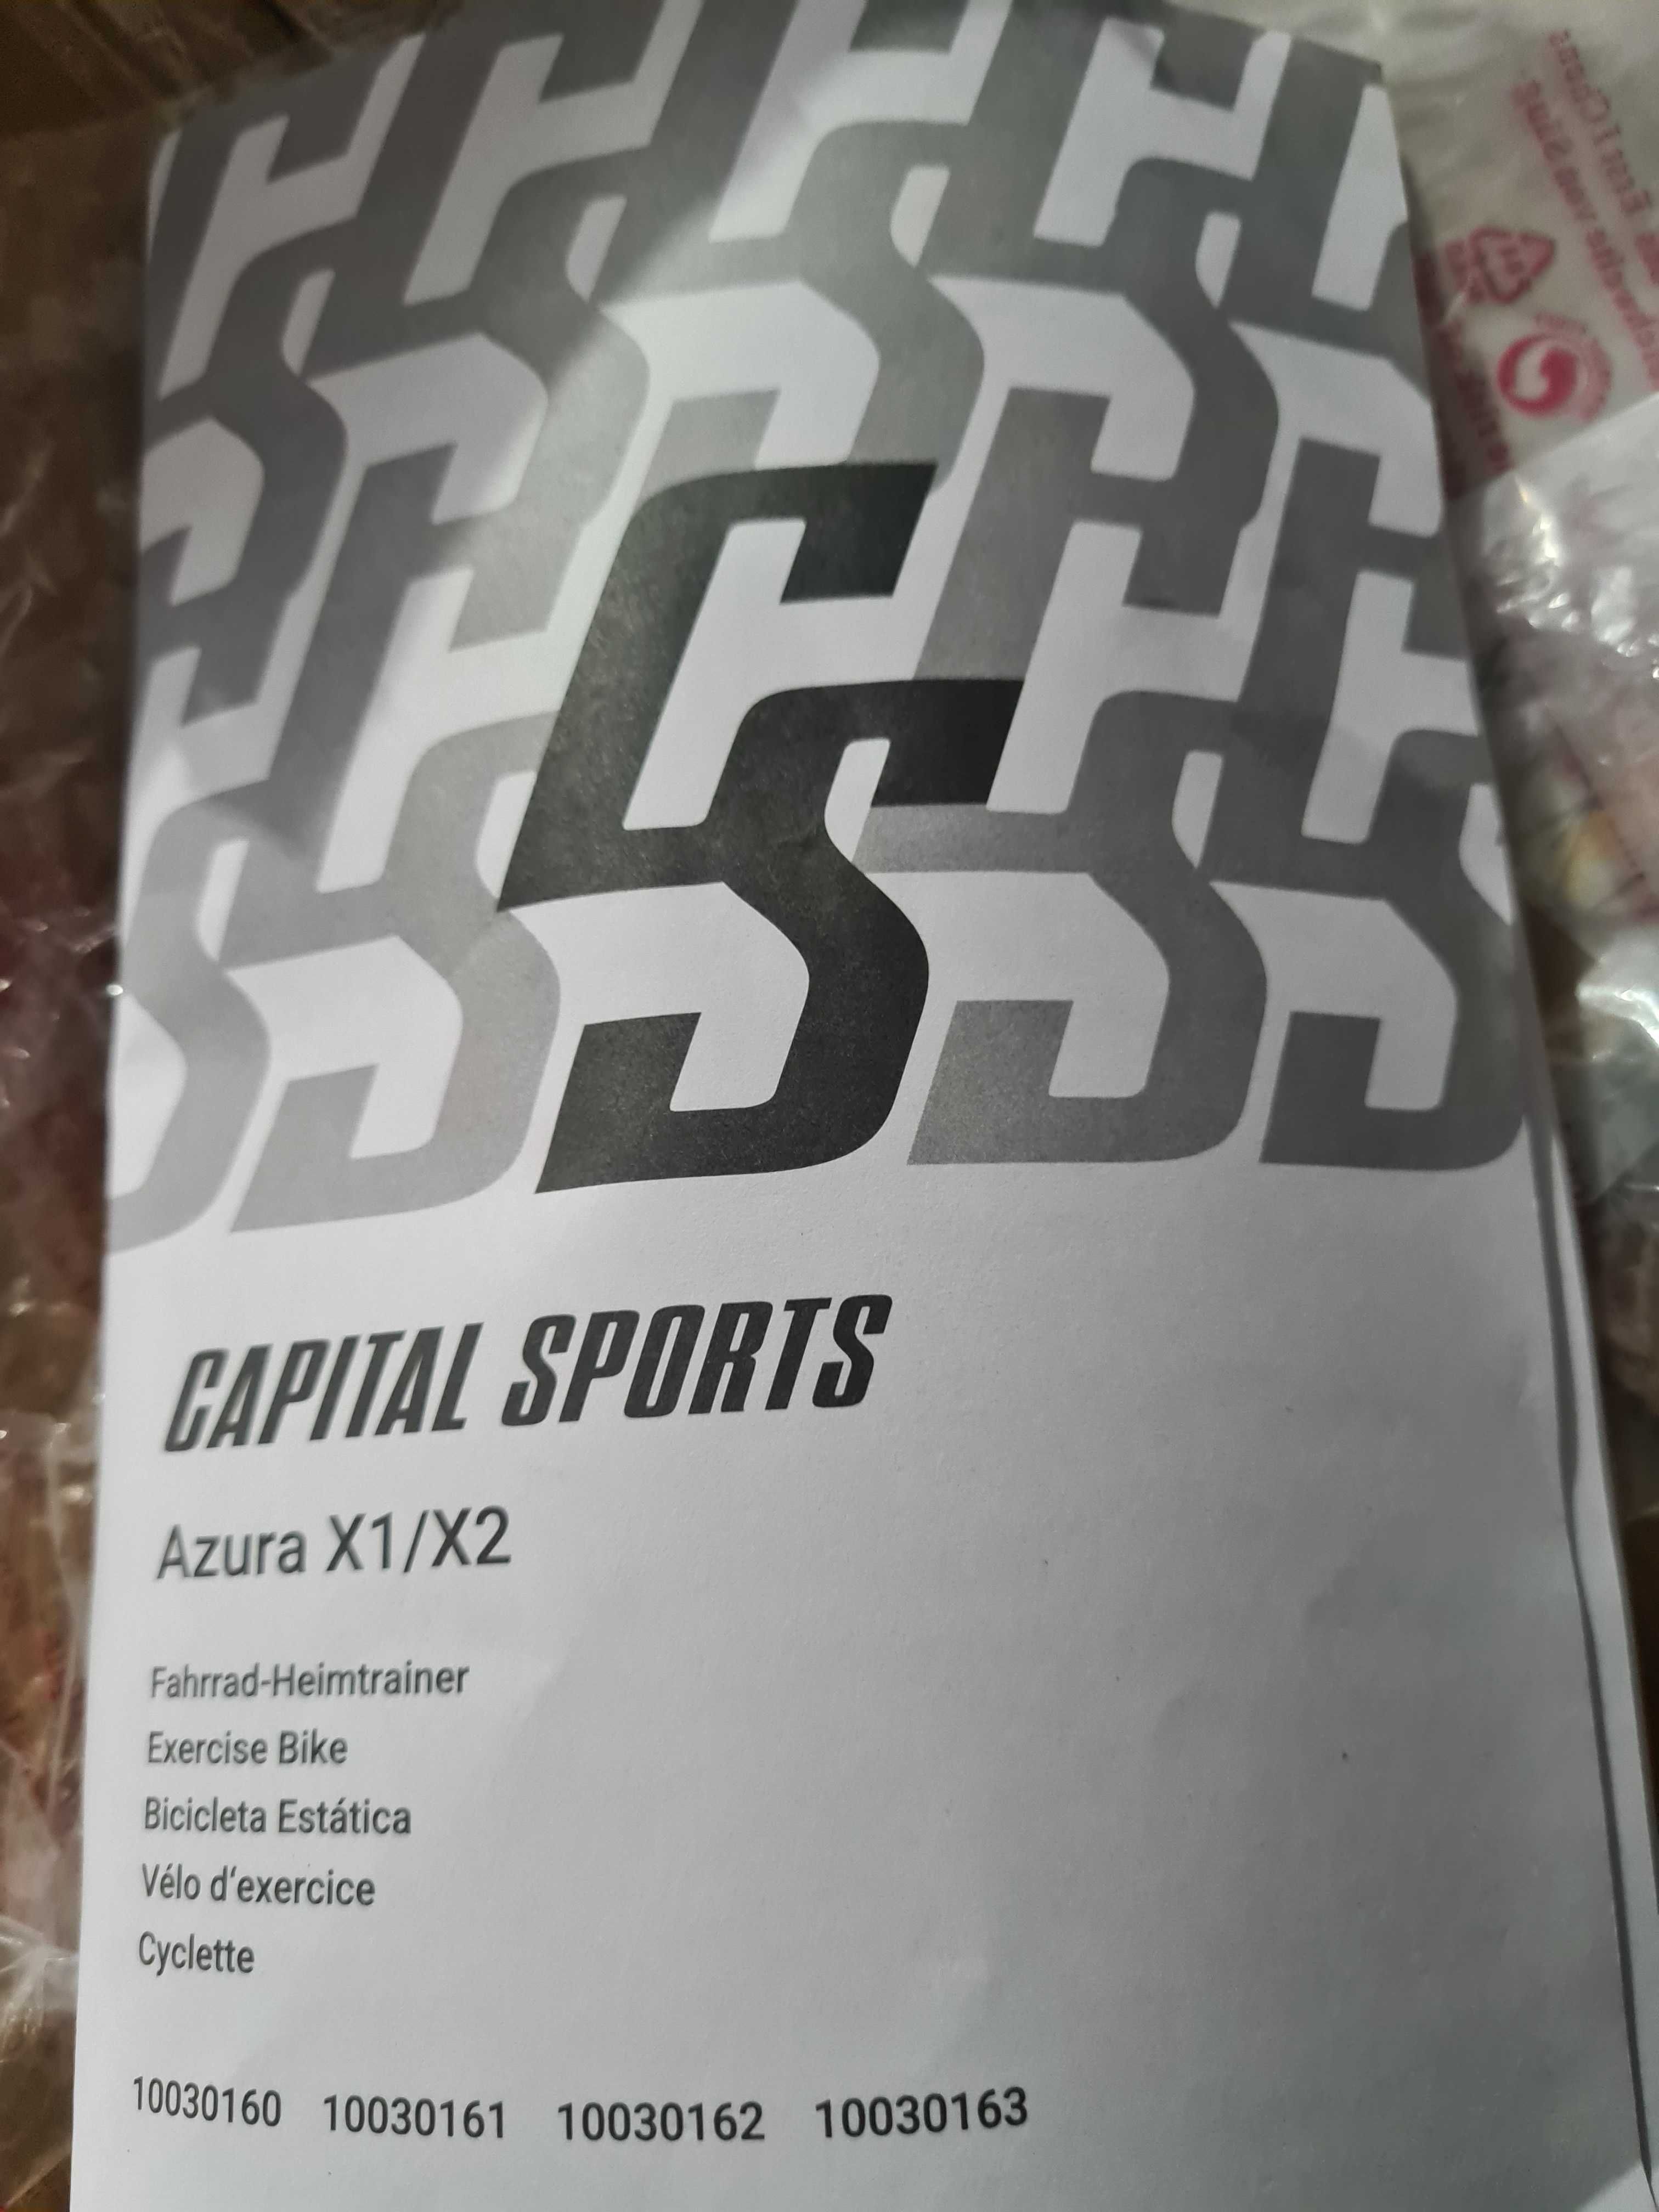 CAPITAL SPORTS
Azura X1/X2
Fahrrad-Heimtrainer
Exercise Bike
Bicicleta Estática
Vélo d‘exercice
Cyclette
10030160 10030161 10030162 10030163